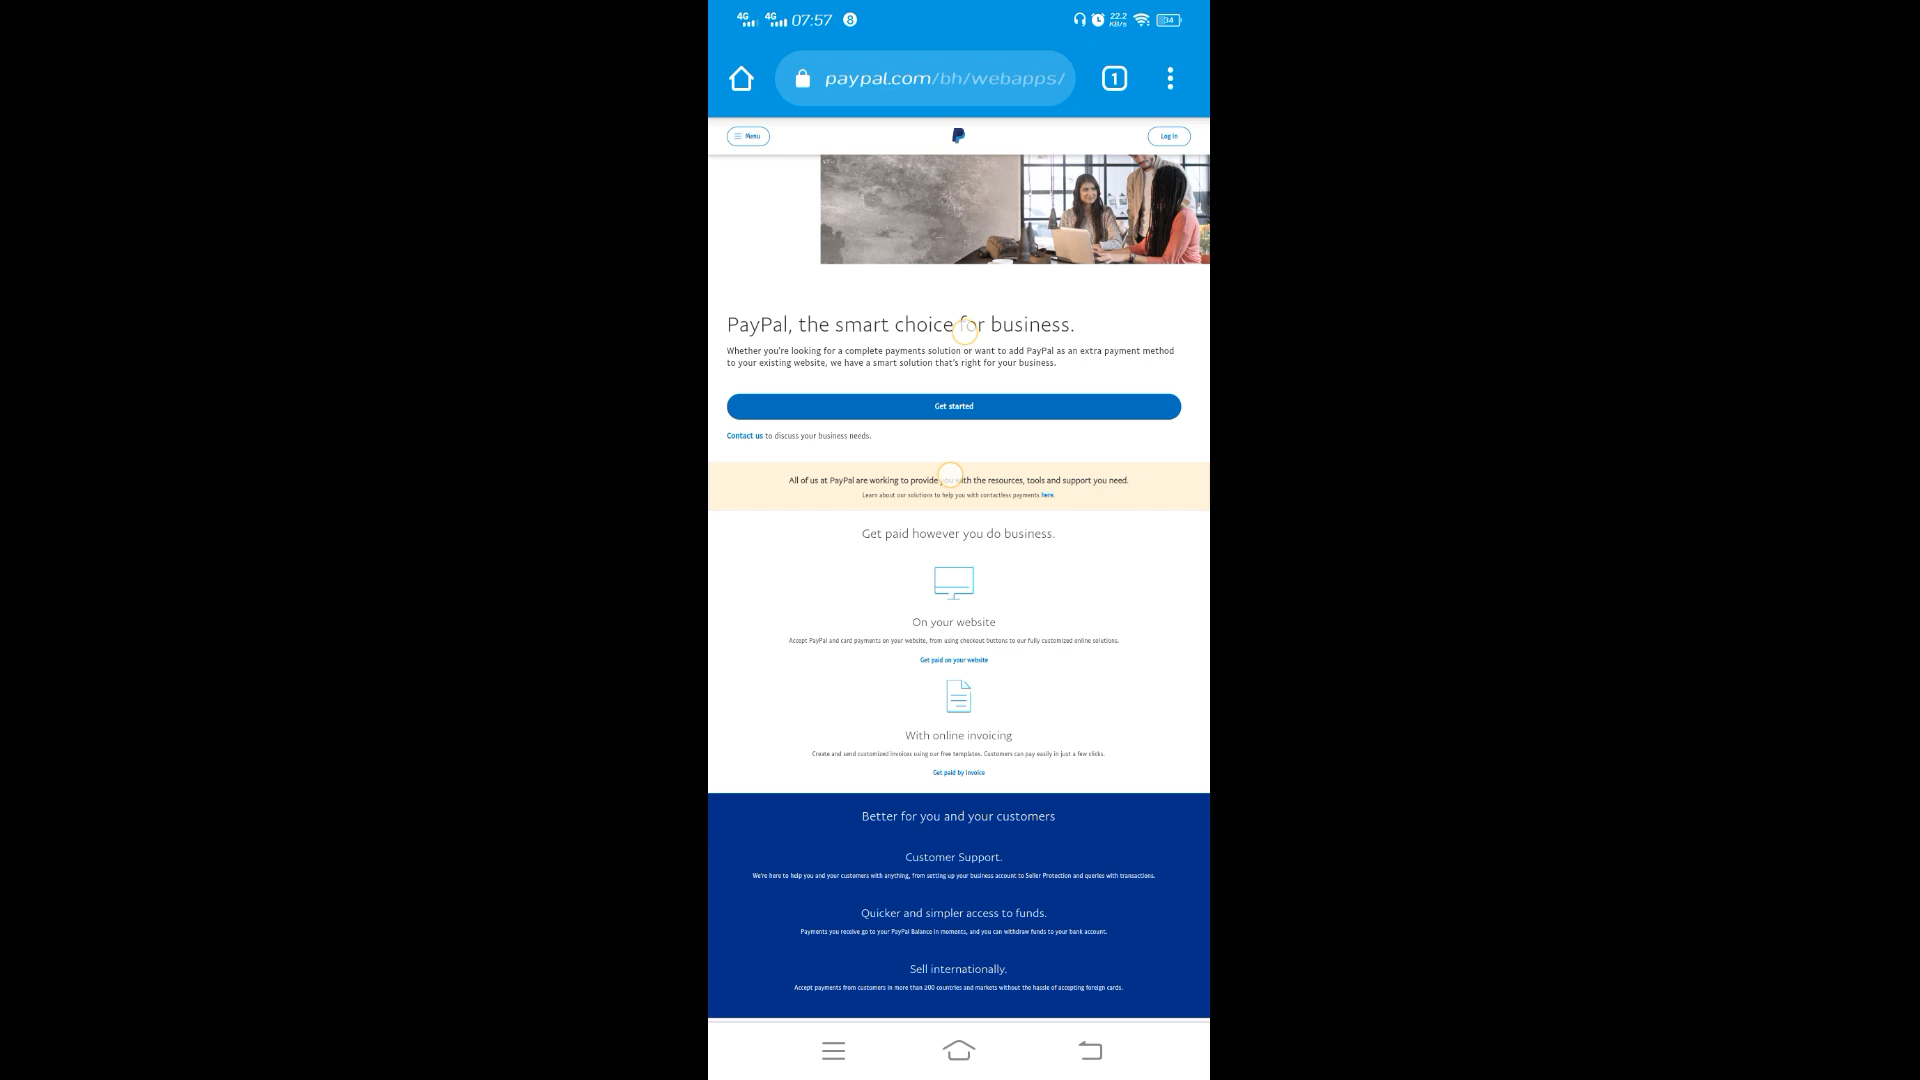 4G 4G 07:57 8 22.2 KB/s 34
paypal.com/bh/webapps/ 1
Menu Log In
PayPal, the smart choice for business.
Whether you're looking for a complete payments solution or want to add PayPal as an extra payment method
to your existing website, we have a smart solution that's right for your business.
Get started
Contact us to discuss your business needs.
All of us at PayPal are working to provide you with the resources, tools and support you need.
Learn about our solutions to help you with contactless payments here.
Get paid however you do business.
On your website
Accept PayPal and card payments on your website, from using checkout buttons to our fully customized online solutions.
Get paid on your website
With online invoicing
Create and send customized invoices using our free templates. Customers can pay easily in just a few clicks.
Get paid by invoice
Better for you and your customers
Customer Support.
We're here to help you and your customers with anything, from setting up your business account to Seller Protection and queries with transactions.
Quicker and simpler access to funds.
Payments you receive go to your PayPal Balance in moments, and you can withdraw funds to your bank account.
Sell internationally.
Accept payments from customers in more than 200 countries and markets without the hassle of accepting foreign cards.